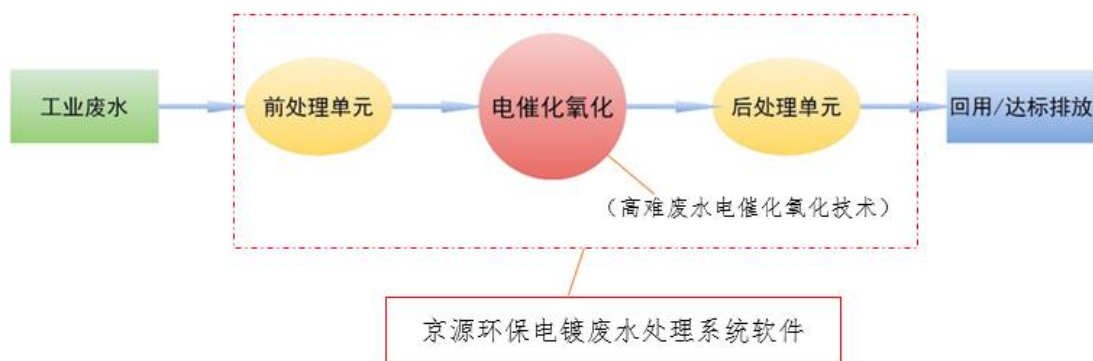 工业废水
前处理单元
电催化氧化
后处理单元
回用/达标排放
（高难废水电催化氧化技术）
京源环保电镀废水处理系统软件